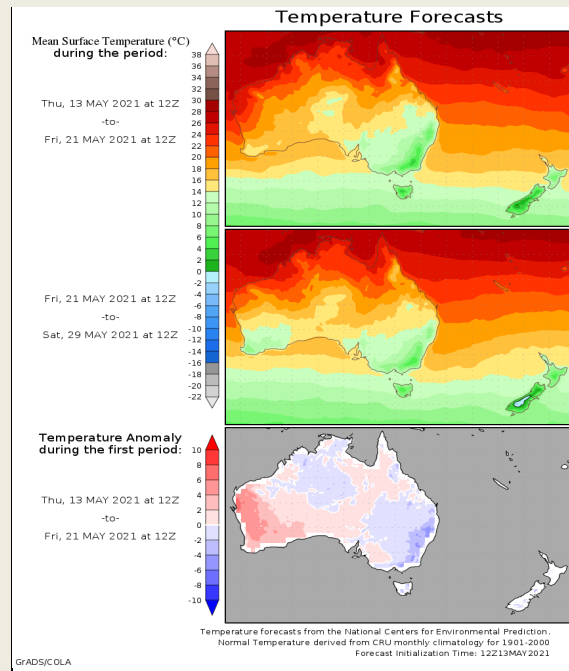 Temperature Forecasts
Mean Surface Temperature (°C)
during the period:
38
36
34
32
30
28
26
24
22
20
18
16
14
12
10
8
6
4
2
0
-2
-4
-6
-8
-10
-12
-14
-16
-18
-20
-22
Thu, 13 MAY 2021 at 12Z
-to-
Fri, 21 MAY 2021 at 12Z
Fri, 21 MAY 2021 at 12Z
-to-
Sat, 29 MAY 2021 at 12Z
Temperature Anomaly
during the first period:
10
8
6
4
2
0
-2
-4
-6
-8
-10
Thu, 13 MAY 2021 at 12Z
-to-
Fri, 21 MAY 2021 at 12Z
Temperature forecasts from the National Centers for Environmental Prediction.
Normal Temperature derived from CRU monthly climatology for 1901-2000
Forecast Initialization Time: 12Z13MAY2021
GrADS/COLA